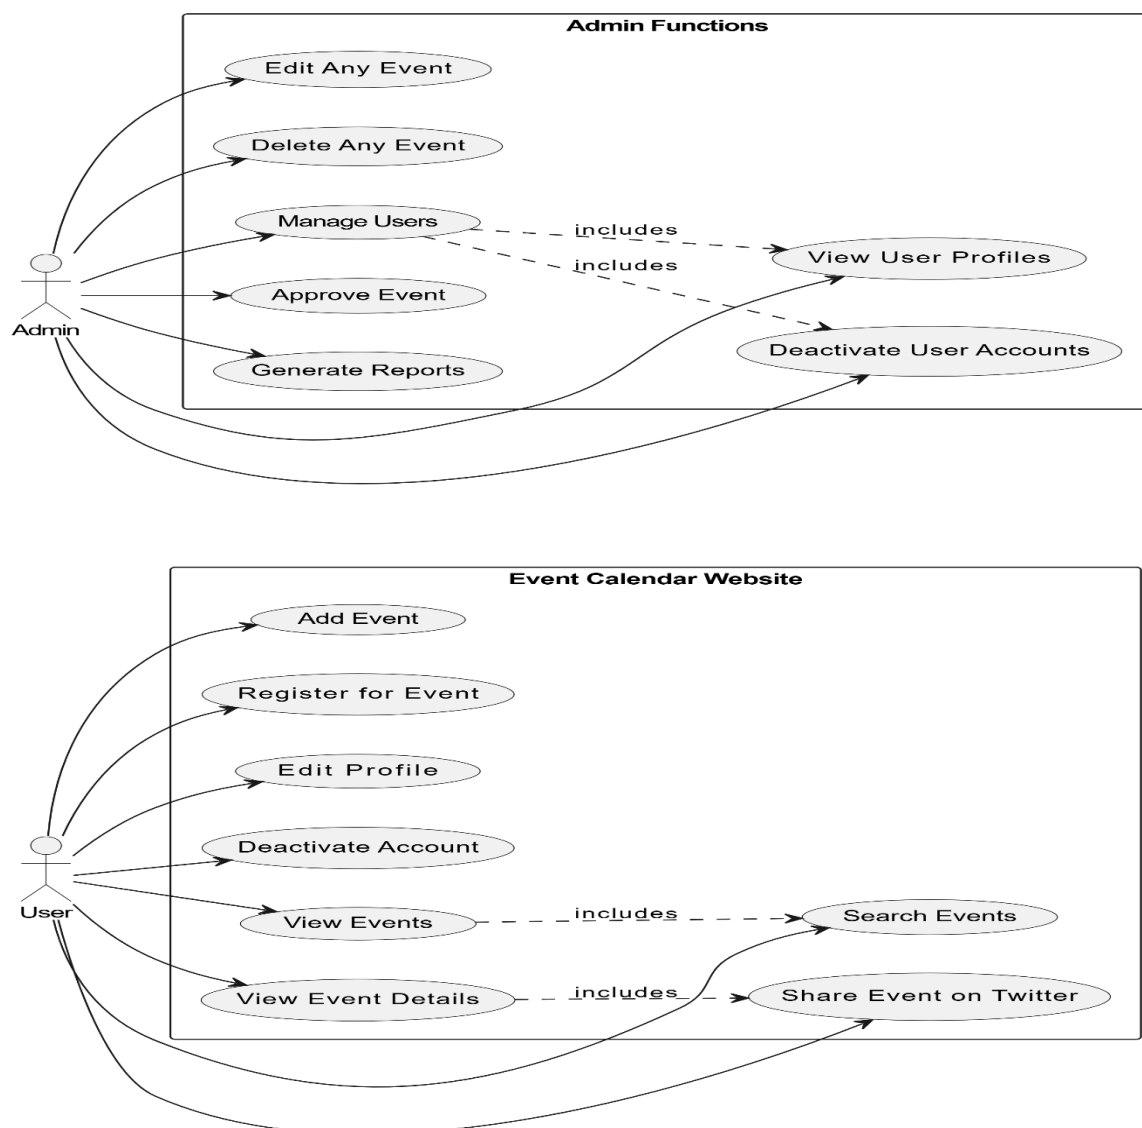 Admin Functions
Edit Any Event
Delete Any Event
Manage Users
includes
View User Profiles
includes
Approve Event
Admin
Deactivate User Accounts
Generate Reports
Event Calendar Website
Add Event
Register for Event
Edit Profile
Deactivate Account
User
View Events
includes
Search Events
View Event Details
includes
Share Event on Twitter